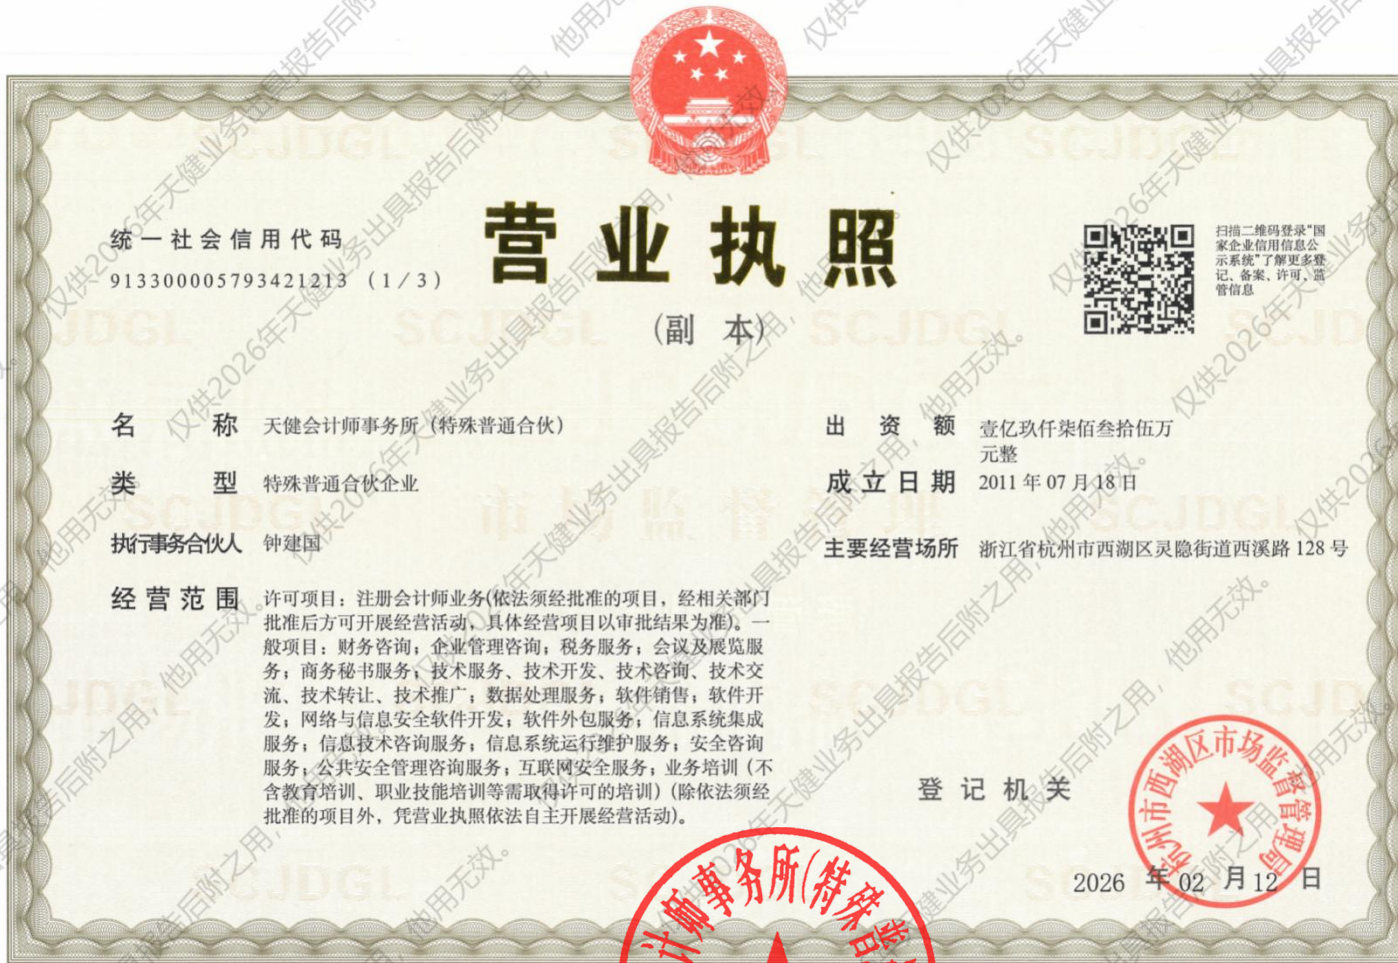 营业执照
（副 本）
统一社会信用代码
913300005793421213 （1/3）
扫描二维码登录“国
家企业信用信息公
示系统”了解更多登
记、备案、许可、监
管信息
名 称 天健会计师事务所（特殊普通合伙）
类 型 特殊普通合伙企业
执行事务合伙人 钟建国
经营范围 许可项目：注册会计师业务(依法须经批准的项目，经相关部门
批准后方可开展经营活动，具体经营项目以审批结果为准)。一
般项目：财务咨询；企业管理咨询；税务服务；会议及展览服
务；商务秘书服务；技术服务、技术开发、技术咨询、技术交
流、技术转让、技术推广；数据处理服务；软件销售；软件开
发；网络与信息安全软件开发；软件外包服务；信息系统集成
服务；信息技术咨询服务；信息系统运行维护服务；安全咨询
服务；公共安全管理咨询服务；互联网安全服务；业务培训（不
含教育培训、职业技能培训等需取得许可的培训）(除依法须经
批准的项目外，凭营业执照依法自主开展经营活动)。
出 资 额 壹亿玖仟柒佰叁拾伍万
元整
成立日期 2011 年 07 月 18 日
主要经营场所 浙江省杭州市西湖区灵隐街道西溪路 128 号
登记机关
杭州市西湖区市场监督管理局
2026 年 02 月 12 日
计师事务所(特殊普
仅供2026年天健业务出具报告后附之用，他用无效。
SCJDGL
市场监督管理